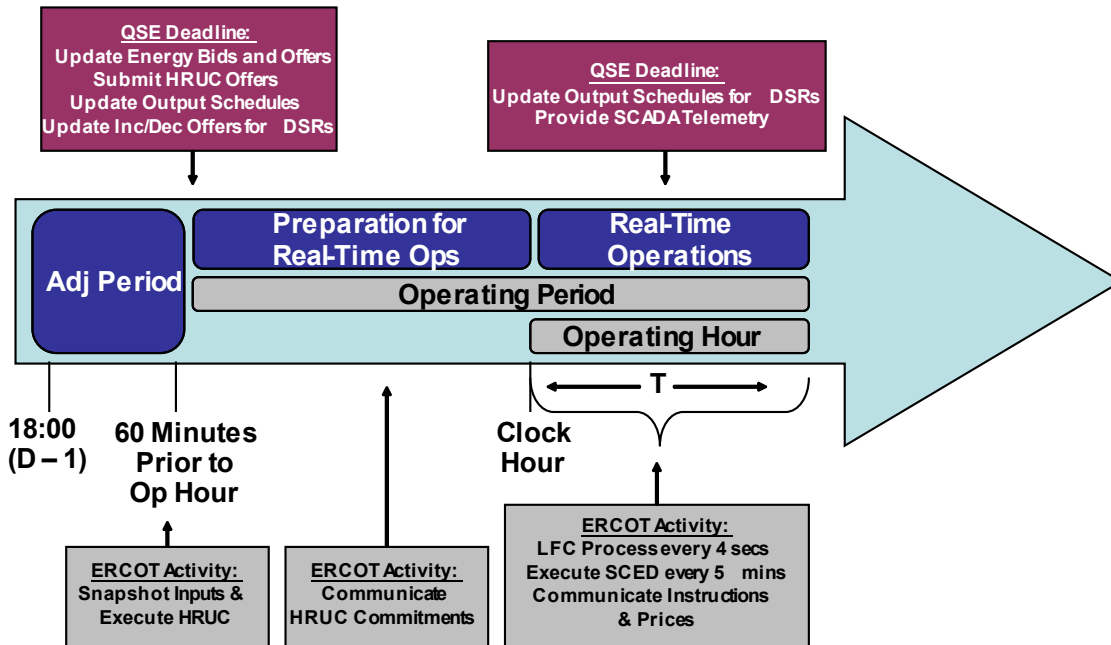 QSE Deadline:
Update Energy Bids and Offers
Submit HRUC Offers
Update Output Schedules
Update Inc/Dec Offers for DSRs
QSE Deadline:
Update Output Schedules for DSRs
Provide SCADA Telemetry
Adj Period
Preparation for
Real-Time Ops
Real-Time
Operations
Operating Period
Operating Hour
T
18:00
(D – 1)
60 Minutes
Prior to
Op Hour
Clock
Hour
ERCOT Activity:
Snapshot Inputs &
Execute HRUC
ERCOT Activity:
Communicate
HRUC Commitments
ERCOT Activity:
LFC Process every 4 secs
Execute SCED every 5 mins
Communicate Instructions
& Prices